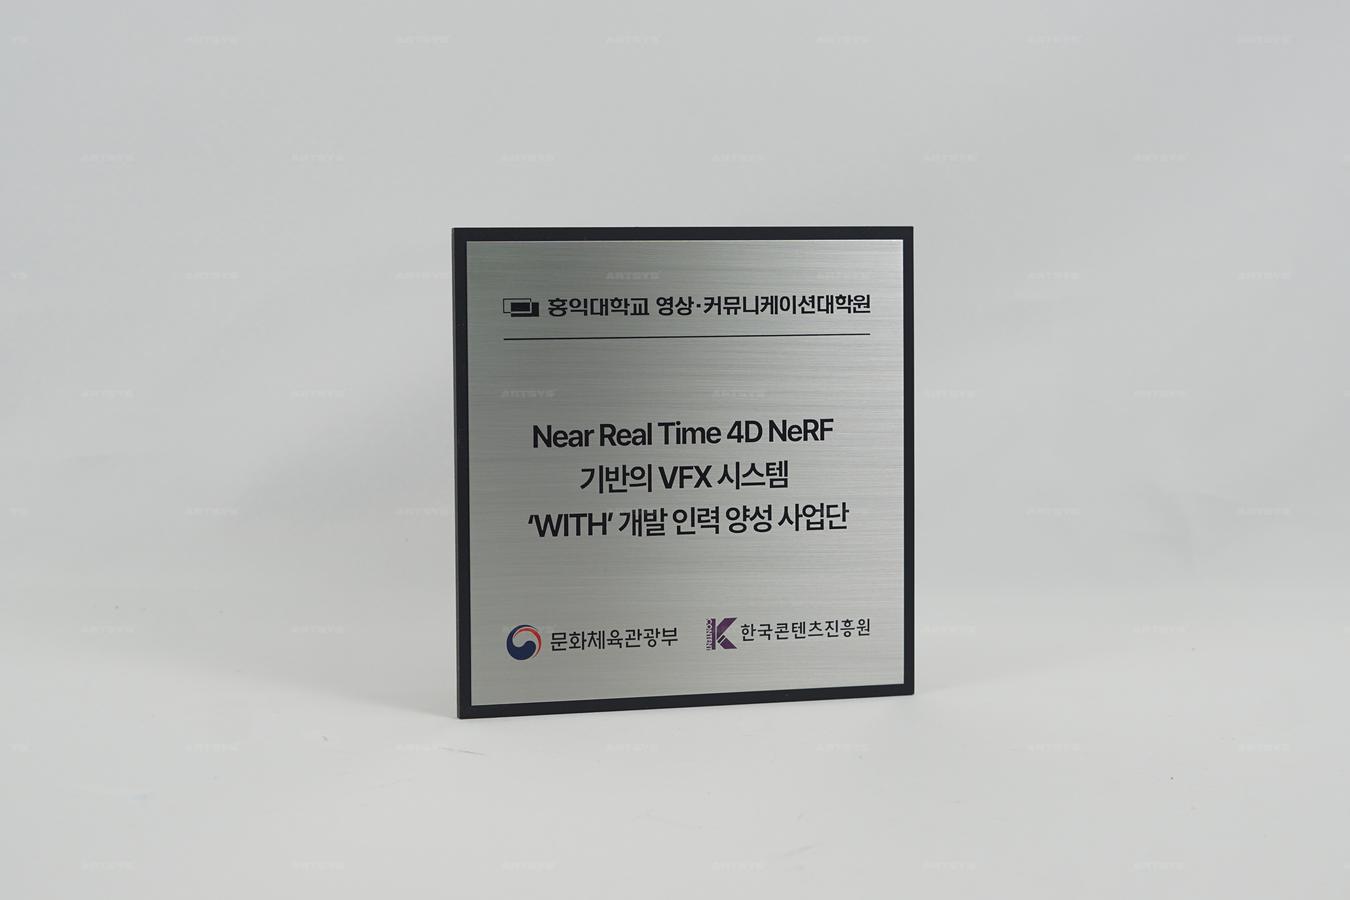 홍익대학교 영상·커뮤니케이션대학원
Near Real Time 4D NeRF
기반의 VFX 시스템
‘WITH’ 개발 인력 양성 사업단
문화체육관광부
CONTENT 한국콘텐츠진흥원
ARTSYS